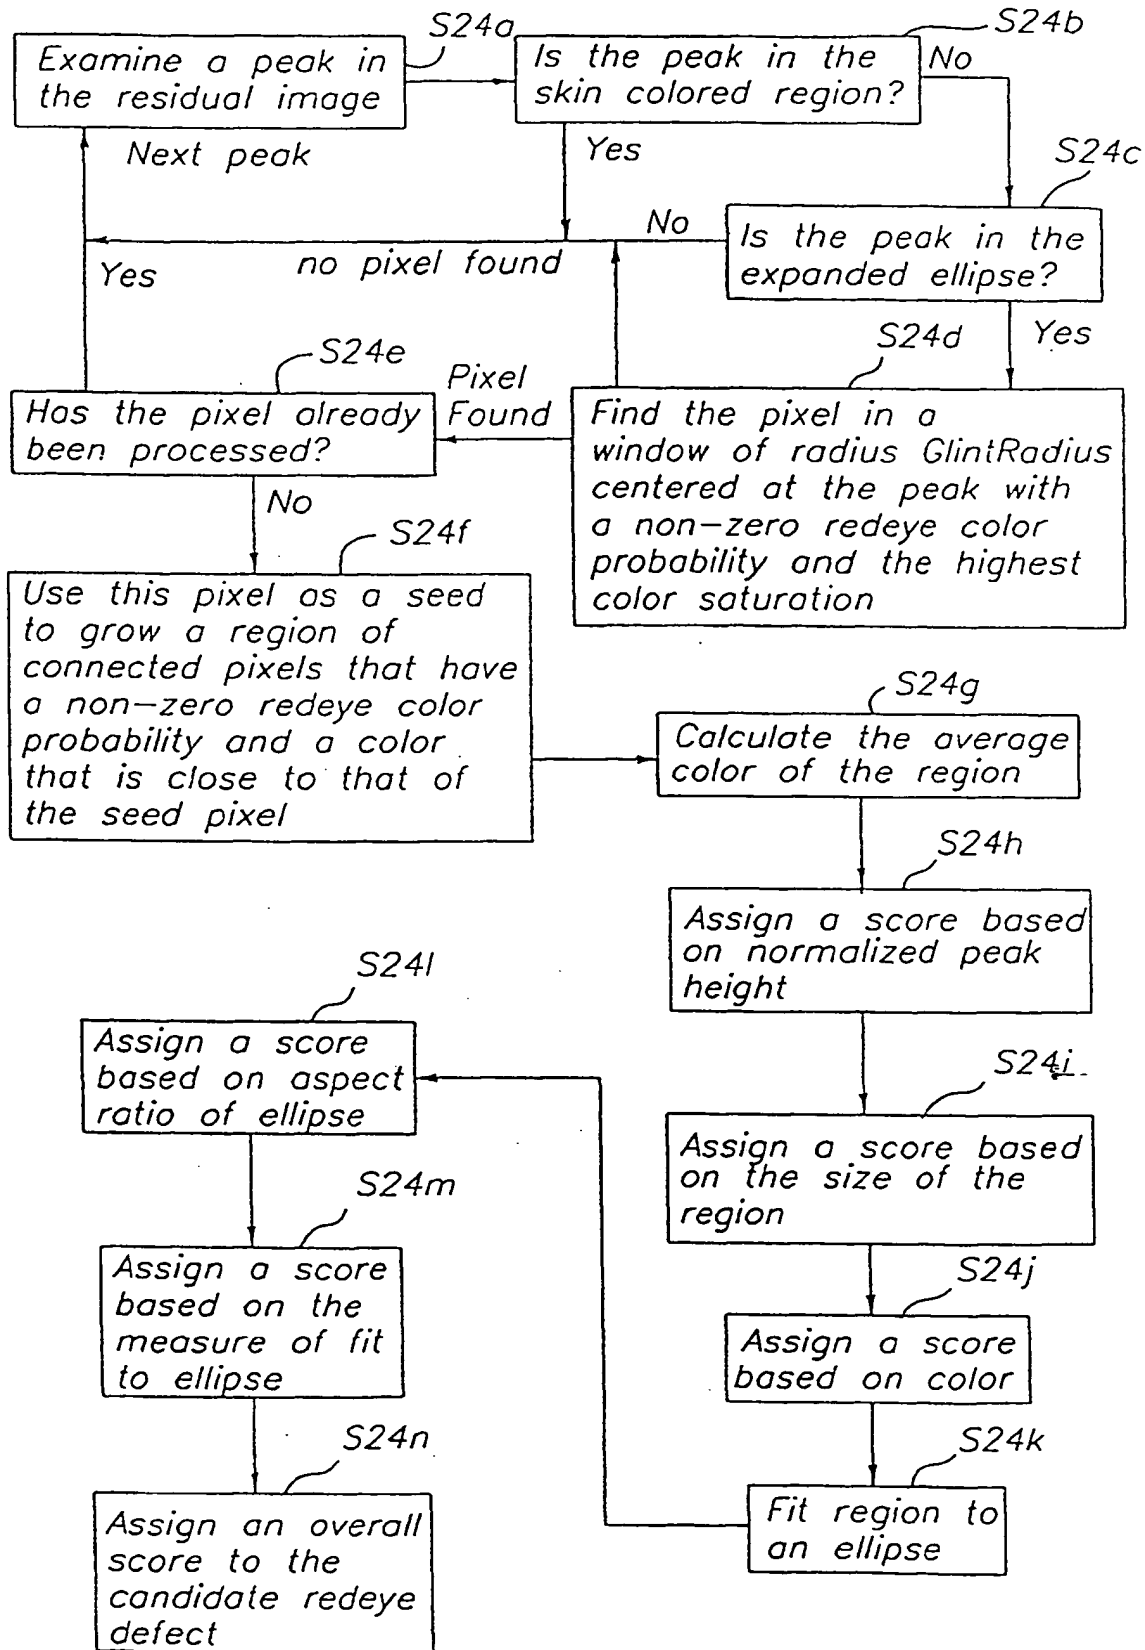 S24a
Examine a peak in
the residual image
S24b
Is the peak in the
skin colored region?
No
Next peak
Yes
S24c
Is the peak in the
expanded ellipse?
No
no pixel found
Yes
Yes
S24d
Find the pixel in a
window of radius GlintRadius
centered at the peak with
a non-zero redeye color
probability and the highest
color saturation
Pixel
Found
S24e
Has the pixel already
been processed?
No
S24f
Use this pixel as a seed
to grow a region of
connected pixels that have
a non-zero redeye color
probability and a color
that is close to that of
the seed pixel
S24g
Calculate the average
color of the region
S24h
Assign a score based
on normalized peak
height
S24i
Assign a score based
on the size of the
region
S24j
Assign a score
based on color
S24k
Fit region to
an ellipse
S24l
Assign a score
based on aspect
ratio of ellipse
S24m
Assign a score
based on the
measure of fit
to ellipse
S24n
Assign an overall
score to the
candidate redeye
defect